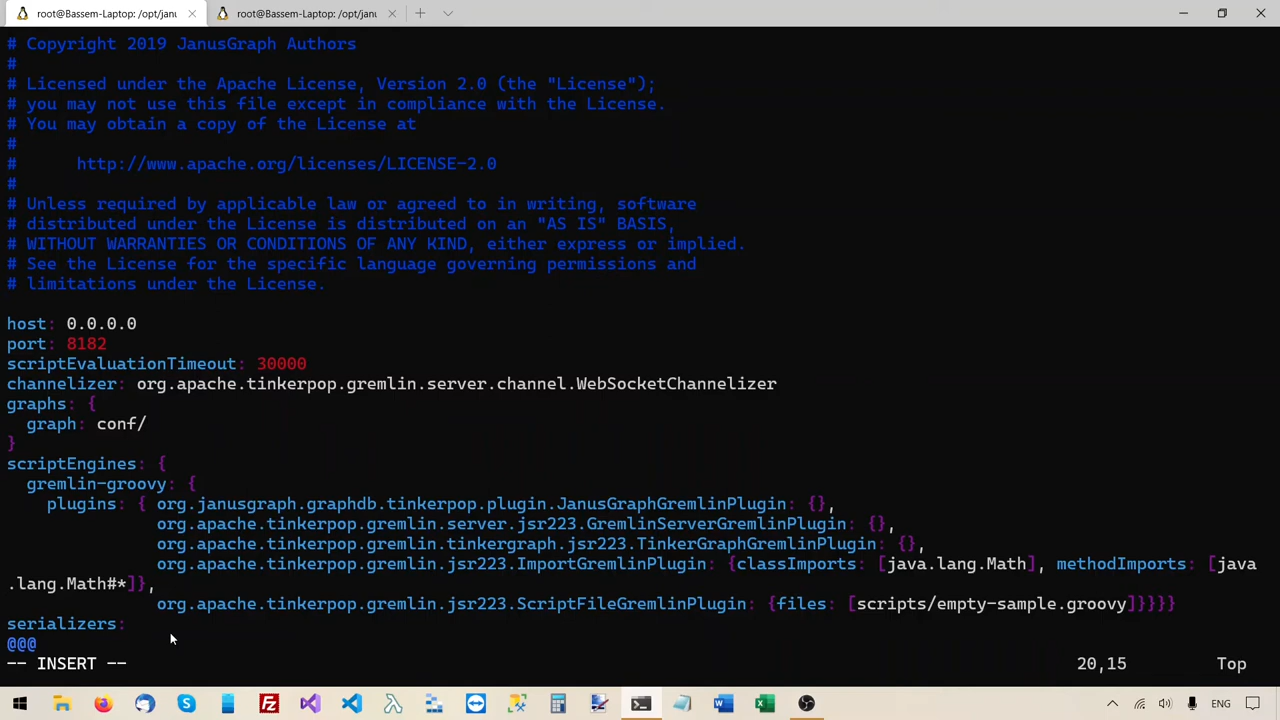 root@Bassem-Laptop: /opt/janu
root@Bassem-Laptop: /opt/janu
# Copyright 2019 JanusGraph Authors
#
# Licensed under the Apache License, Version 2.0 (the "License");
# you may not use this file except in compliance with the License.
# You may obtain a copy of the License at
#
#      http://www.apache.org/licenses/LICENSE-2.0
#
# Unless required by applicable law or agreed to in writing, software
# distributed under the License is distributed on an "AS IS" BASIS,
# WITHOUT WARRANTIES OR CONDITIONS OF ANY KIND, either express or implied.
# See the License for the specific language governing permissions and
# limitations under the License.
host: 0.0.0.0
port: 8182
scriptEvaluationTimeout: 30000
channelizer: org.apache.tinkerpop.gremlin.server.channel.WebSocketChannelizer
graphs: {
  graph: conf/
}
scriptEngines: {
  gremlin-groovy: {
    plugins: { org.janusgraph.graphdb.tinkerpop.plugin.JanusGraphGremlinPlugin: {},
               org.apache.tinkerpop.gremlin.server.jsr223.GremlinServerGremlinPlugin: {},
               org.apache.tinkerpop.gremlin.tinkergraph.jsr223.TinkerGraphGremlinPlugin: {},
               org.apache.tinkerpop.gremlin.jsr223.ImportGremlinPlugin: {classImports: [java.lang.Math], methodImports: [java
.lang.Math#*]},
               org.apache.tinkerpop.gremlin.jsr223.ScriptFileGremlinPlugin: {files: [scripts/empty-sample.groovy]}}}}
serializers:
@@@
-- INSERT -- 20,15 Top
ENG